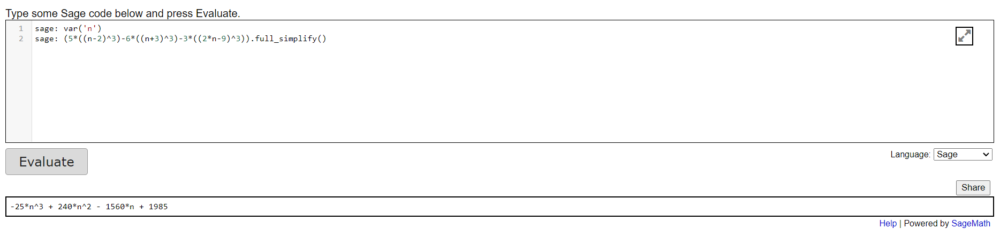 Type some Sage code below and press Evaluate.
1 sage: var('n')
2 sage: (5*((n-2)^3)-6*((n+3)^3)-3*((2*n-9)^3)).full_simplify()
Evaluate
Language: Sage
Share
-25*n^3 + 240*n^2 - 1560*n + 1985
Help | Powered by SageMath